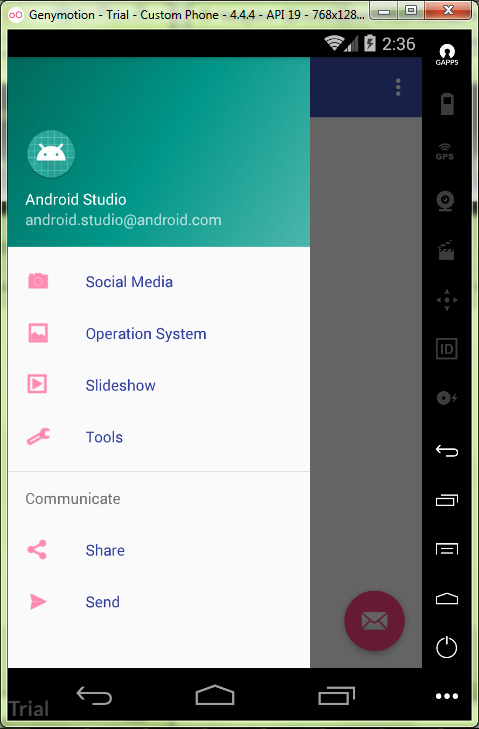 Genymotion - Trial - Custom Phone - 4.4.4 - API 19 - 768x128...
2:36
GAPPS
Android Studio
android.studio@android.com
GPS
Social Media
Operation System
ID
Slideshow
Tools
Communicate
Share
Send
Trial